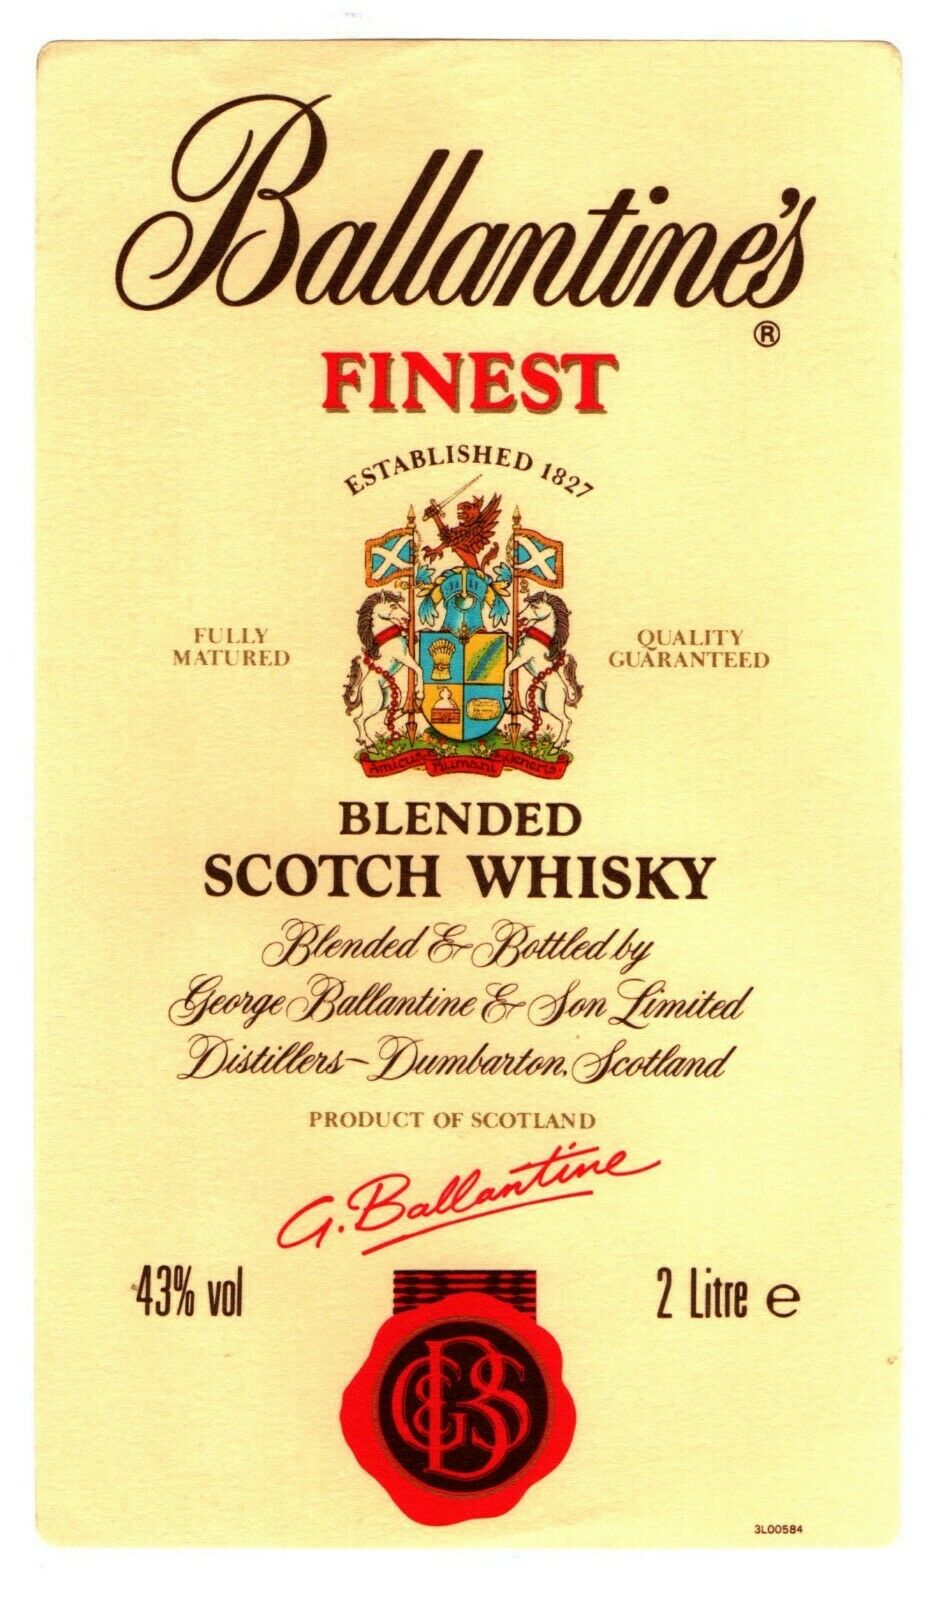 Ballantine's
®
FINEST
ESTABLISHED 1827
FULLY
MATURED
QUALITY
GUARANTEED
Amicus Humani Generis
BLENDED
SCOTCH WHISKY
Blended & Bottled by
George Ballantine & Son Limited
Distillers–Dumbarton, Scotland
PRODUCT OF SCOTLAND
G. Ballantine
43% vol
2 Litre e
GB&S
3L00584